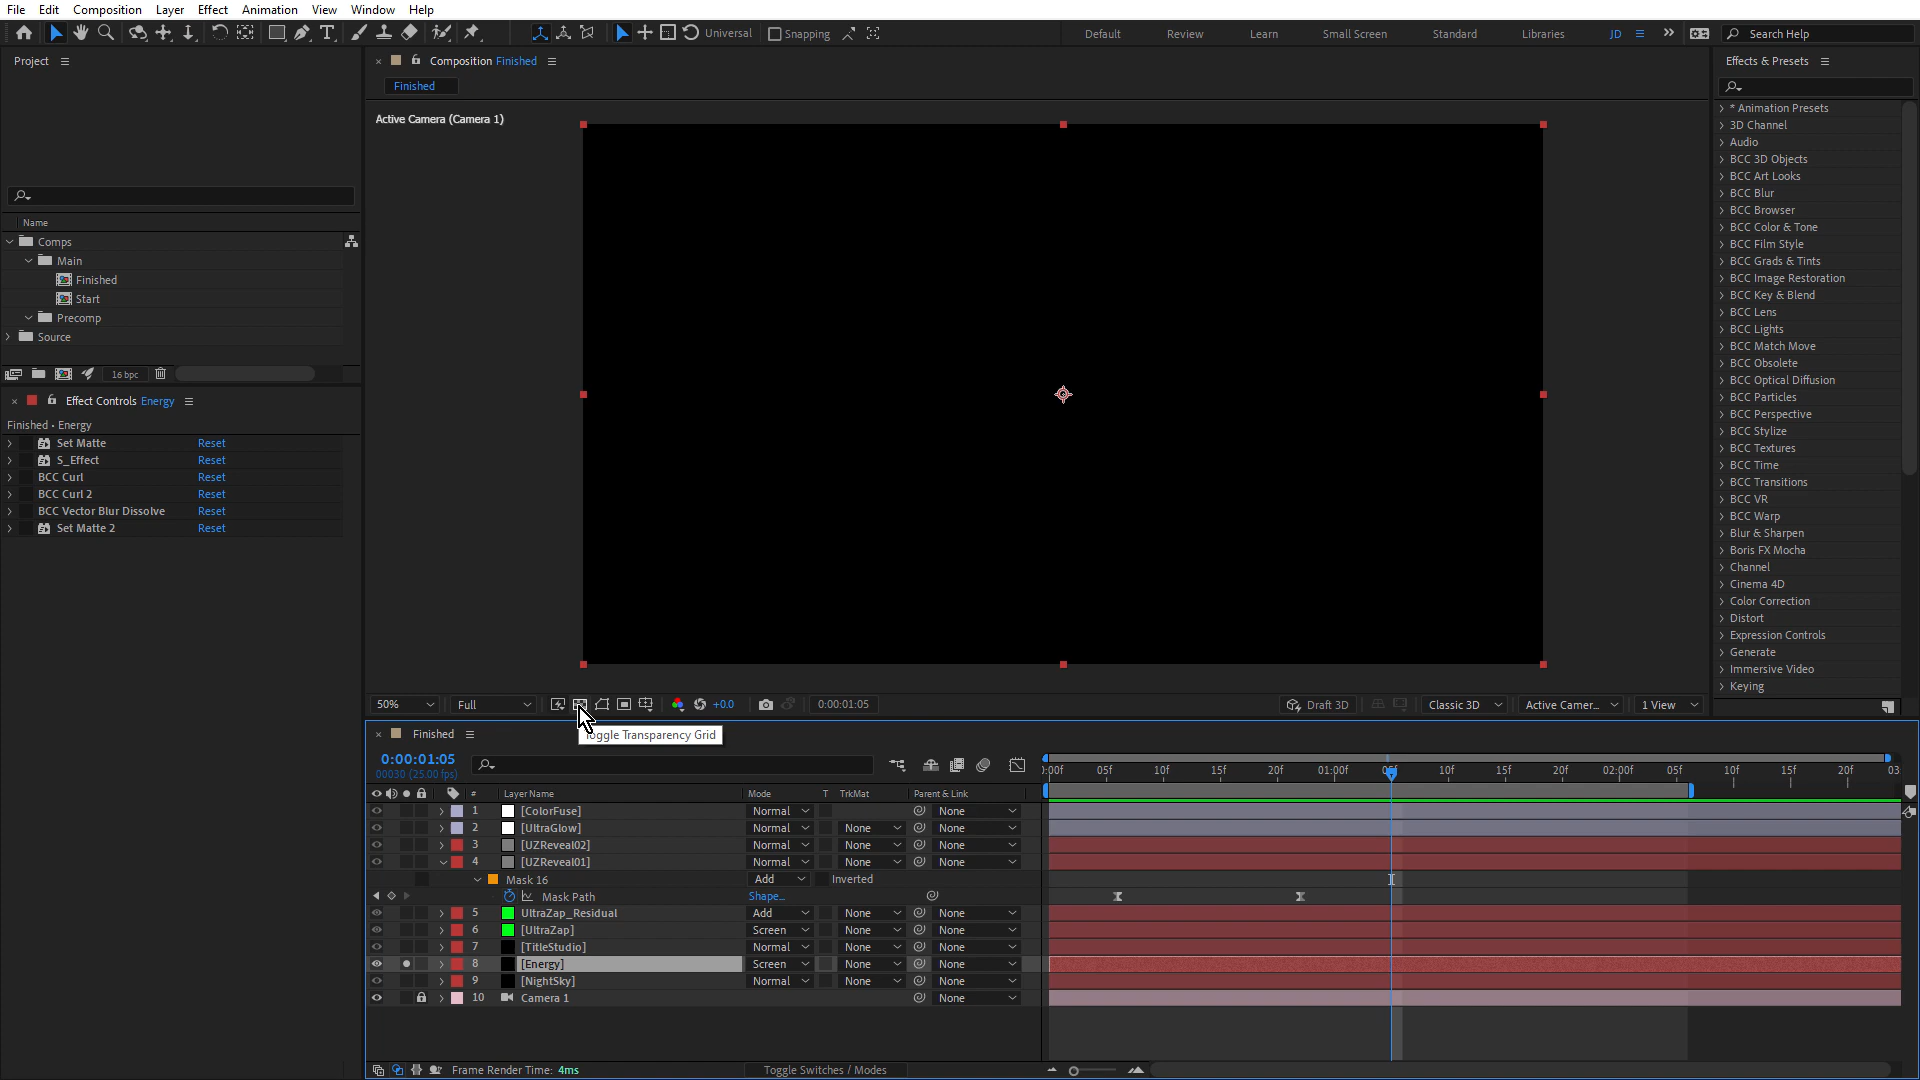 File Edit Composition Layer Effect Animation View Window Help
Universal Snapping Default Review Learn Small Screen Standard Libraries JD Search Help
Project
Composition Finished
Effects & Presets
Finished
Active Camera (Camera 1)
* Animation Presets
3D Channel
Audio
BCC 3D Objects
BCC Art Looks
BCC Blur
BCC Browser
BCC Color & Tone
BCC Film Style
BCC Grads & Tints
BCC Image Restoration
BCC Key & Blend
BCC Lens
BCC Lights
BCC Match Move
BCC Obsolete
BCC Optical Diffusion
BCC Particles
BCC Perspective
BCC Stylize
BCC Textures
BCC Time
BCC Transitions
BCC VR
BCC Warp
Blur & Sharpen
Boris FX Mocha
Channel
Cinema 4D
Color Correction
Distort
Expression Controls
Generate
Immersive Video
Keying
Name
Comps
Main
Finished
Start
Precomp
Source
16 bpc
Effect Controls Energy
Finished • Energy
Set Matte Reset
S_Effect Reset
BCC Curl Reset
BCC Curl 2 Reset
BCC Vector Blur Dissolve Reset
Set Matte 2 Reset
50% Full +0.0 0:00:01:05 Draft 3D Classic 3D Active Camer... 1 View
Toggle Transparency Grid
Finished
0:00:01:05
00030 (25.00 fps)
:00f 05f 10f 15f 20f 01:00f 05f 10f 15f 20f 02:00f 05f 10f 15f 20f 03
# Layer Name Mode T TrkMat Parent & Link
1 [ColorFuse] Normal None
2 [UltraGlow] Normal None None
3 [UZReveal02] Normal None None
4 [UZReveal01] Normal None None
Mask 16 Add Inverted
Mask Path Shape...
5 UltraZap_Residual Add None None
6 [UltraZap] Screen None None
7 [TitleStudio] Normal None None
8 [Energy] Screen None None
9 [NightSky] Normal None None
10 Camera 1 None
Frame Render Time: 4ms Toggle Switches / Modes